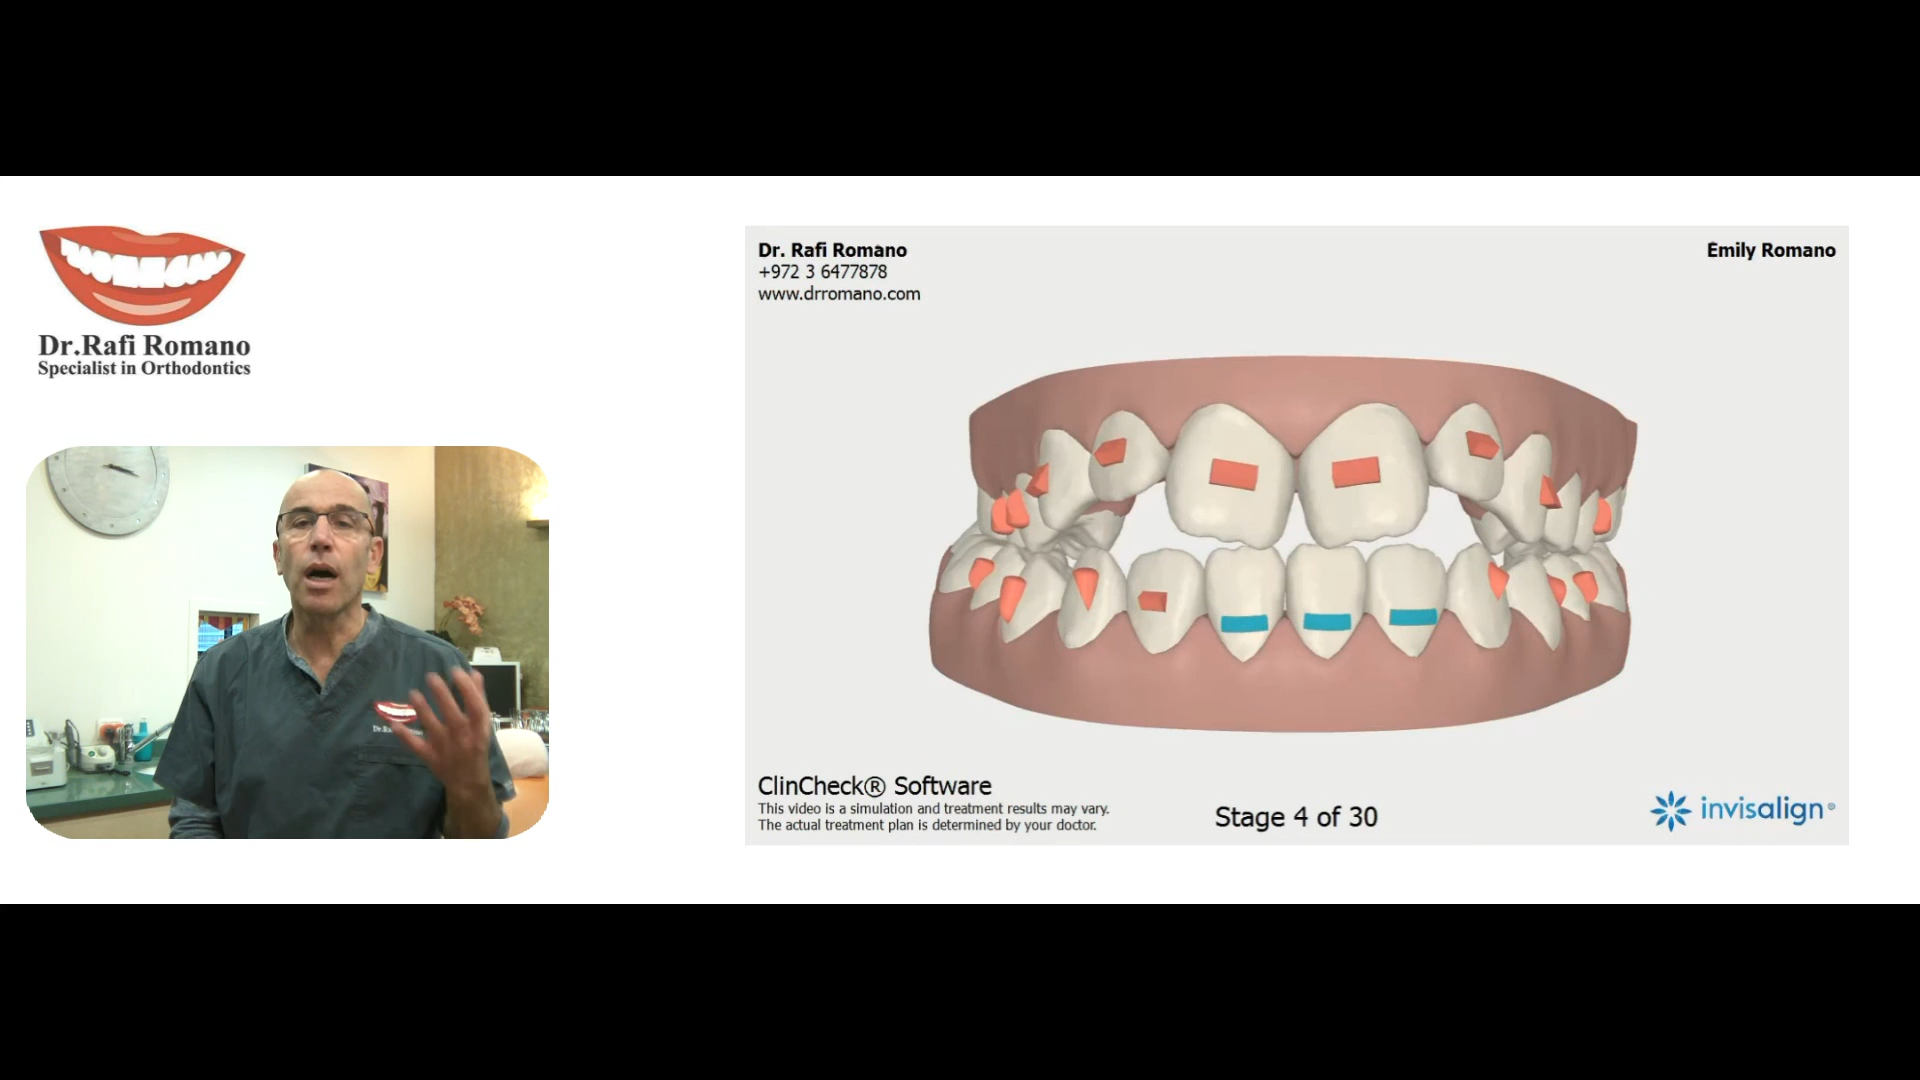 Dr.Rafi Romano
Specialist in Orthodontics
Dr. Rafi Romano
+972 3 6477878
www.drromano.com
Emily Romano
ClinCheck® Software
This video is a simulation and treatment results may vary.
The actual treatment plan is determined by your doctor.
Stage 4 of 30
invisalign®